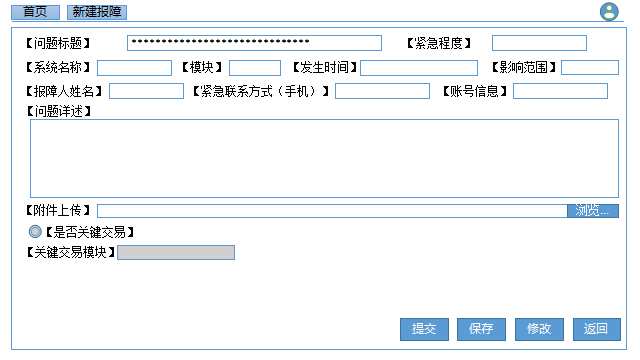 首页 新建报障
【问题标题】 ****************************** 【紧急程度】
【系统名称】 【模块】 【发生时间】 【影响范围】
【报障人姓名】 【紧急联系方式（手机）】 【账号信息】
【问题详述】
【附件上传】 浏览...
【是否关键交易】
【关键交易模块】
提交 保存 修改 返回